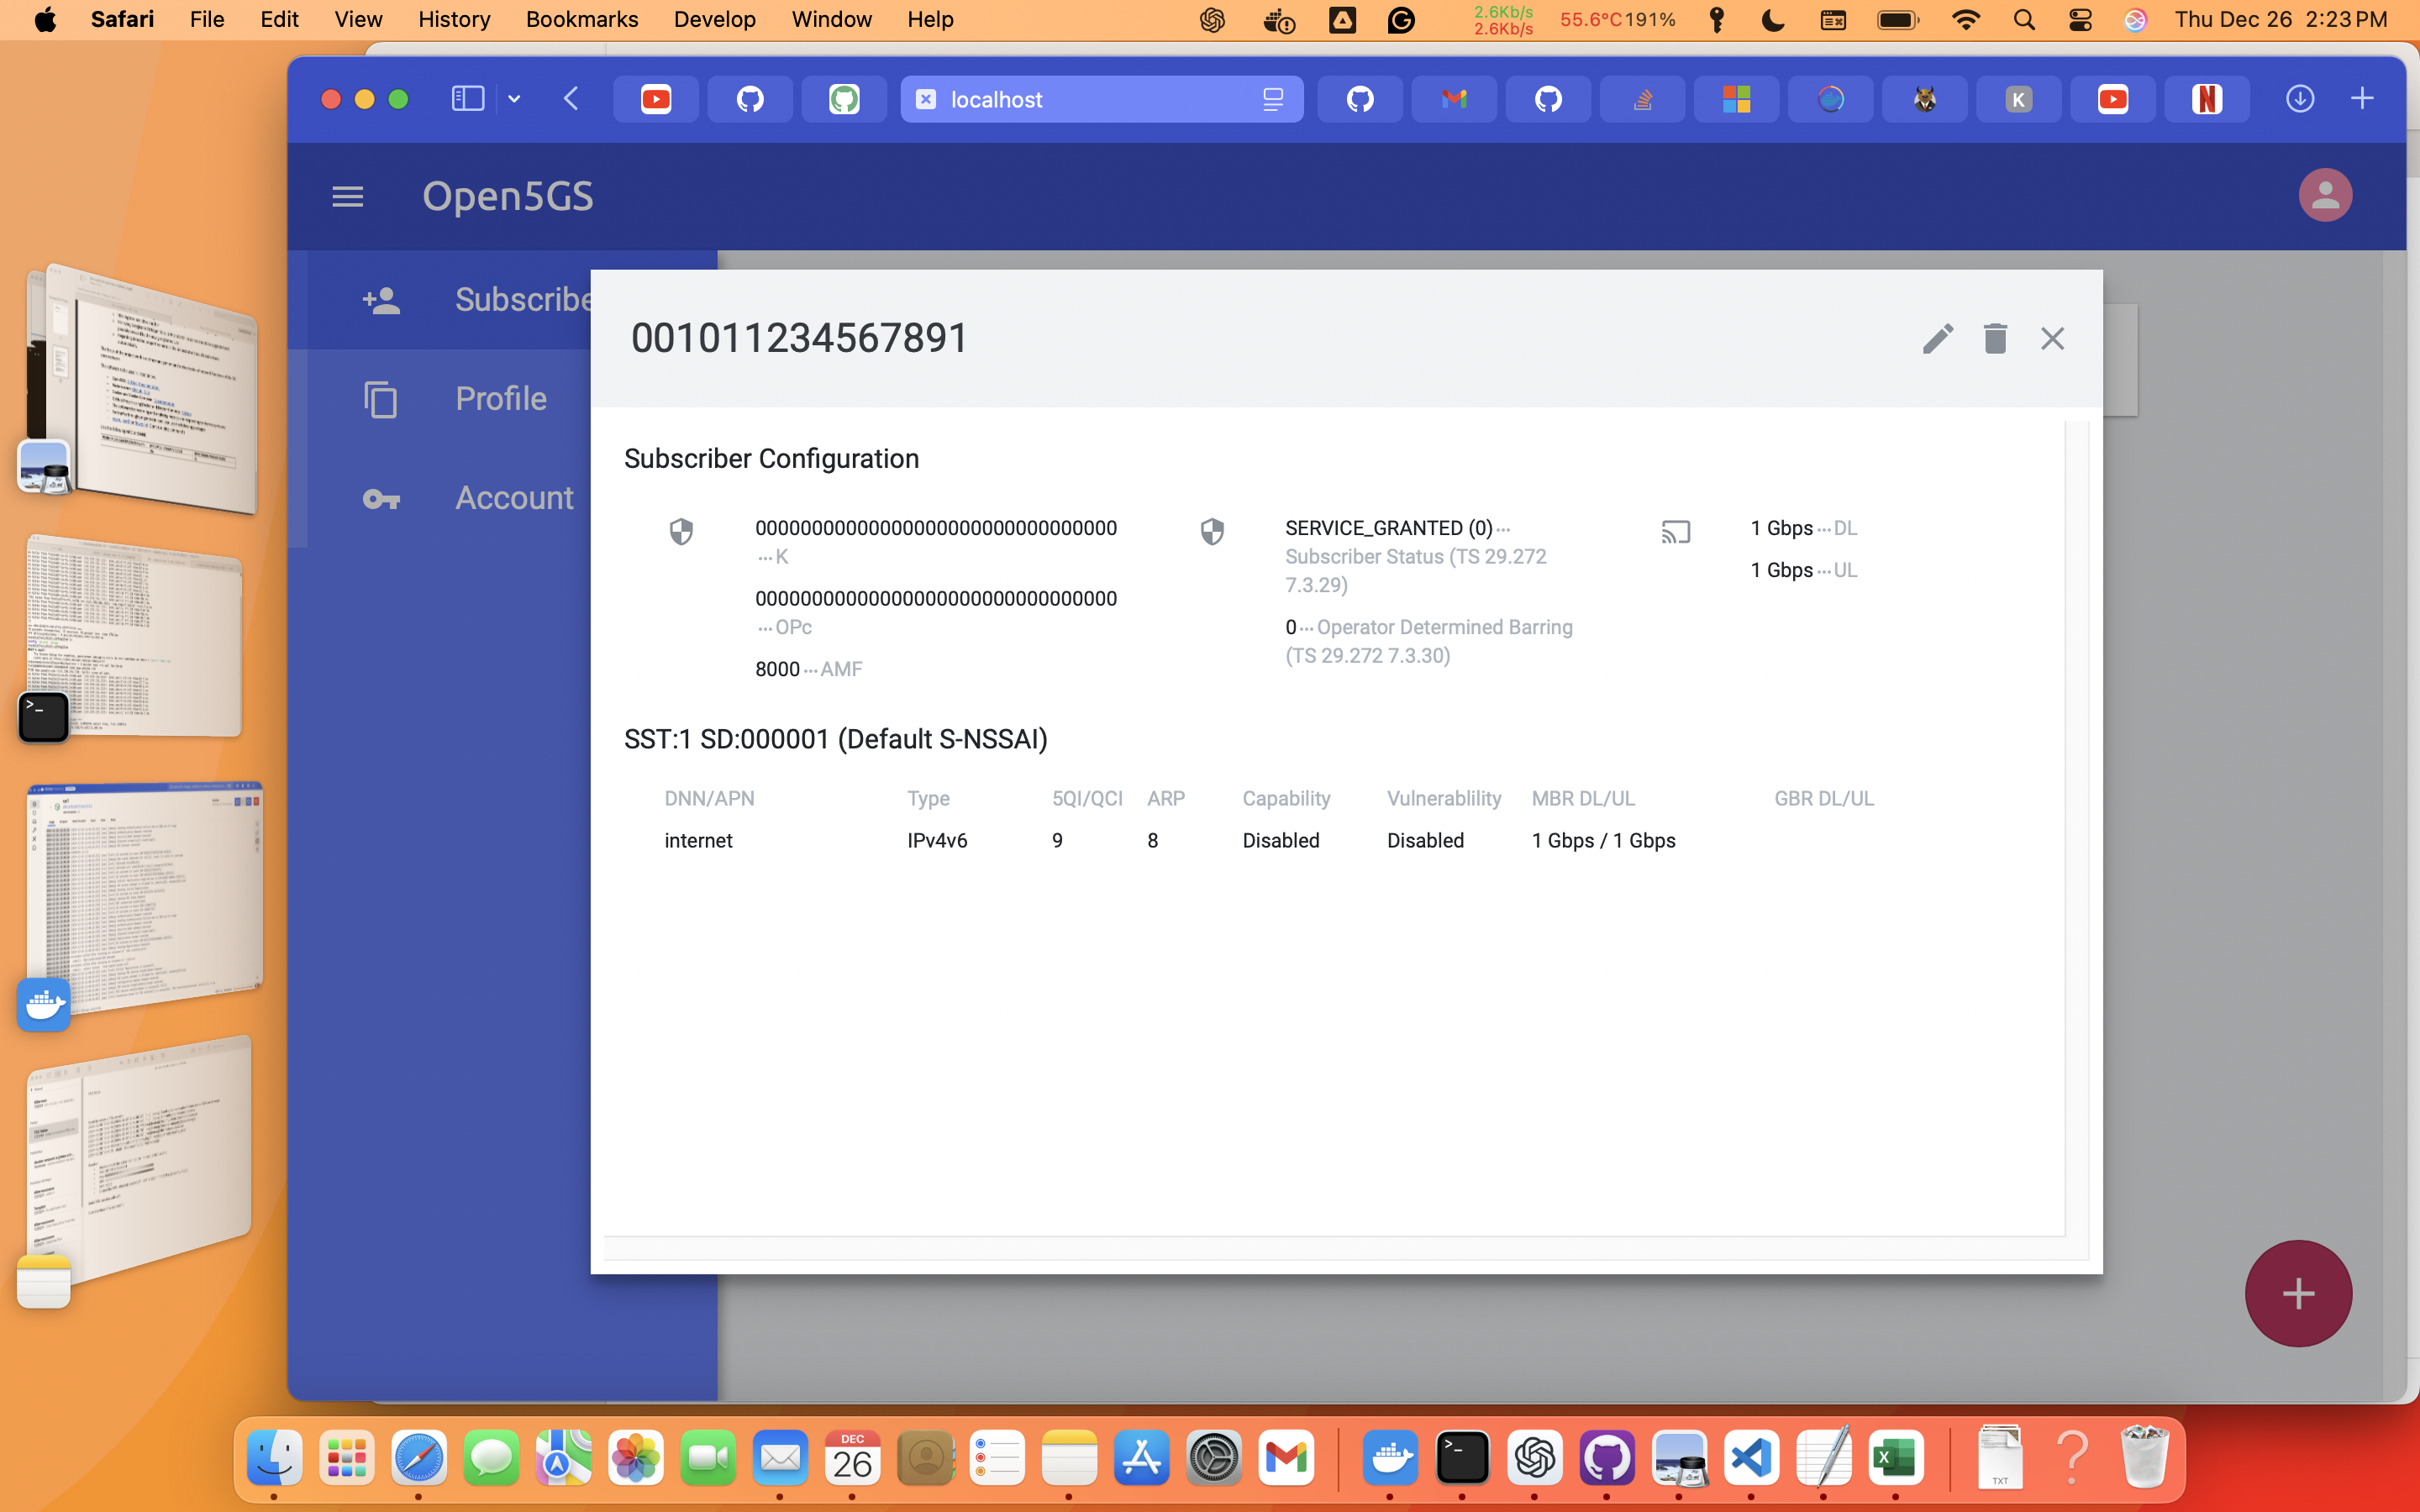 Safari File Edit View History Bookmarks Develop Window Help
2.6Kb/s
2.6Kb/s
55.6°C 191%
Thu Dec 26 2:23 PM
localhost
K
N
Open5GS
Subscribe
Profile
Account
001011234567891
Subscriber Configuration
00000000000000000000000000000000
···K
00000000000000000000000000000000
···OPc
8000···AMF
SERVICE_GRANTED (0)···
Subscriber Status (TS 29.272
7.3.29)
0···Operator Determined Barring
(TS 29.272 7.3.30)
1 Gbps···DL
1 Gbps···UL
SST:1 SD:000001 (Default S-NSSAI)
DNN/APN Type 5QI/QCI ARP Capability Vulnerablility MBR DL/UL GBR DL/UL
internet IPv4v6 9 8 Disabled Disabled 1 Gbps / 1 Gbps
DEC
26
TXT